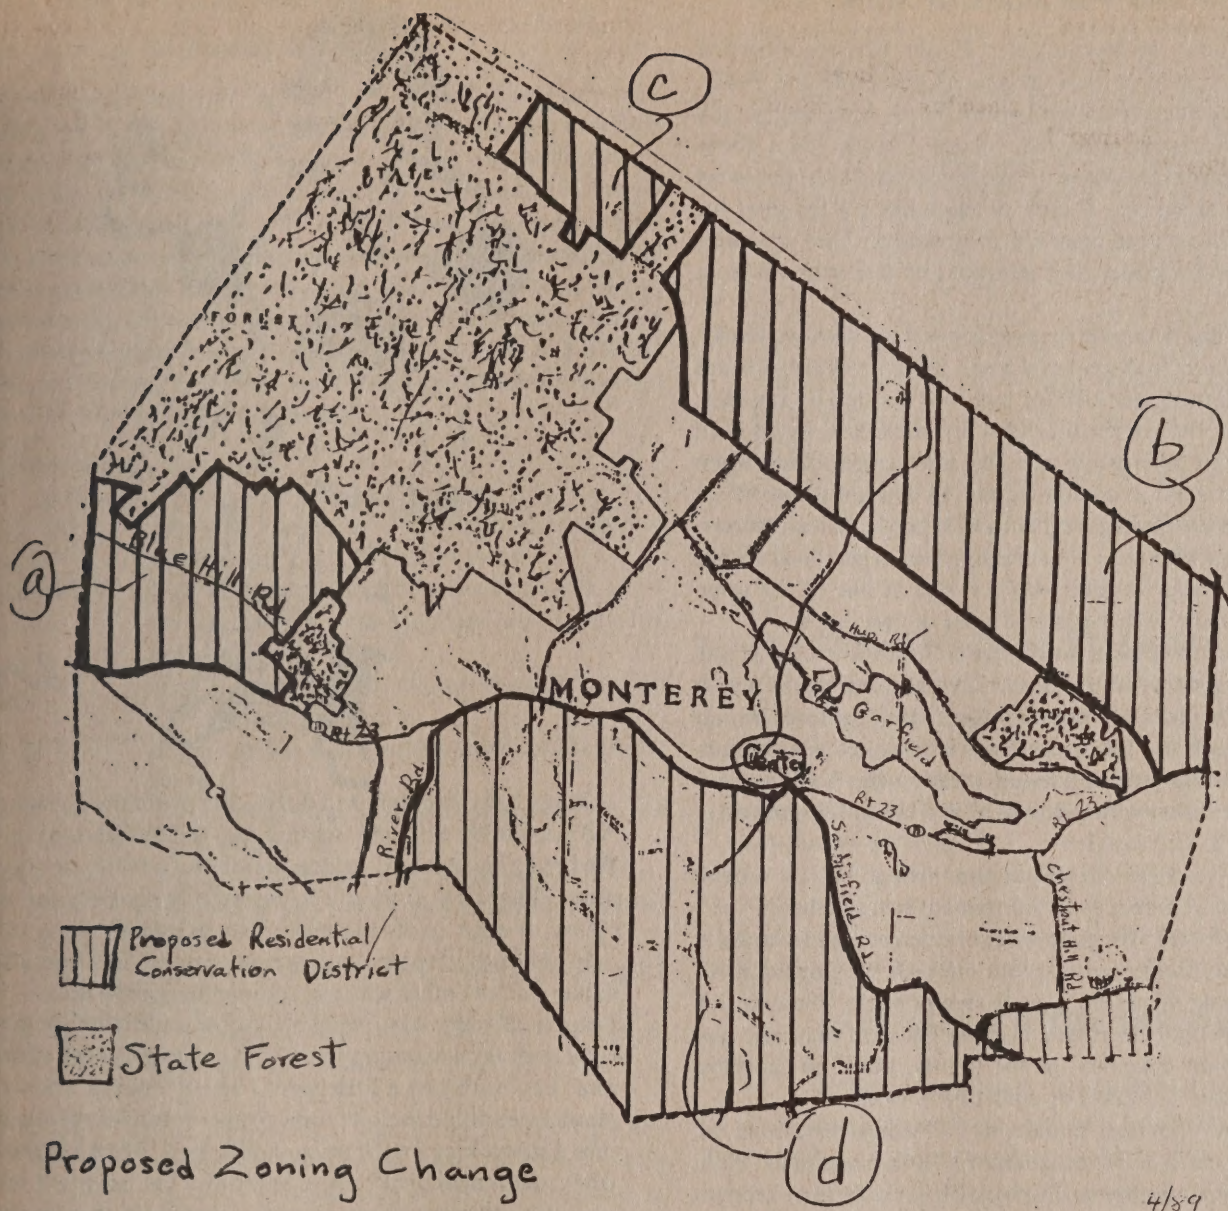 c
STATE
FOREST
b
a
Blue Hill Rd
Hupi Rd
MONTEREY
Lake
Garfield
Center
Rt 23
Rt 23
Rt 23
River Rd.
Sandisfield Rd.
Chestnut Hill Rd
Proposed Residential
Conservation District
State Forest
d
Proposed Zoning Change
4/89